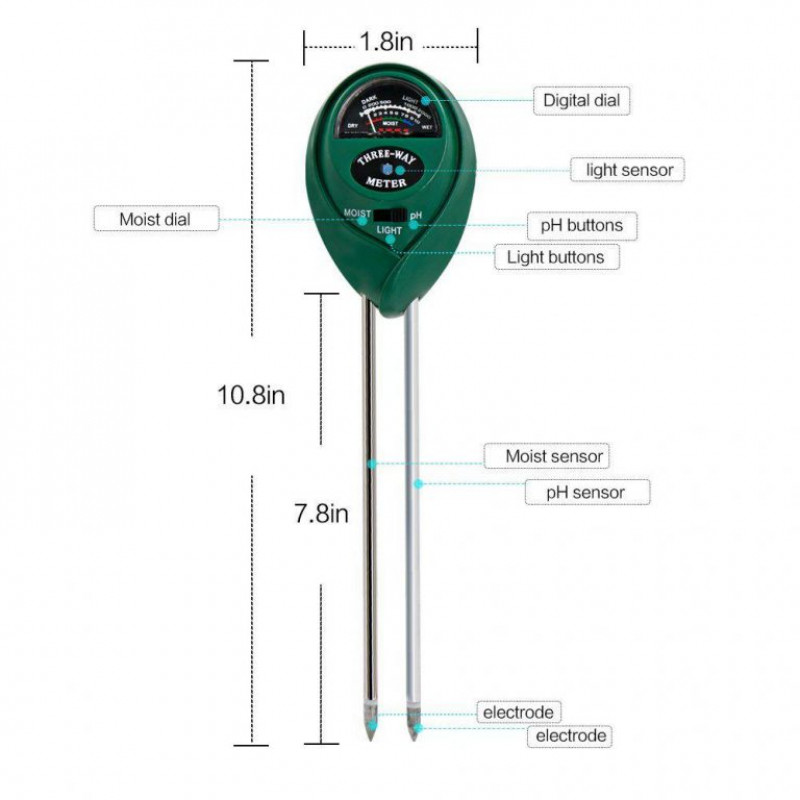 1.8in
DARK
LIGHT
DRY
MOIST
WET
Digital dial
THREE-WAY
METER
light sensor
MOIST
pH
LIGHT
Moist dial
pH buttons
Light buttons
10.8in
Moist sensor
pH sensor
7.8in
electrode
electrode